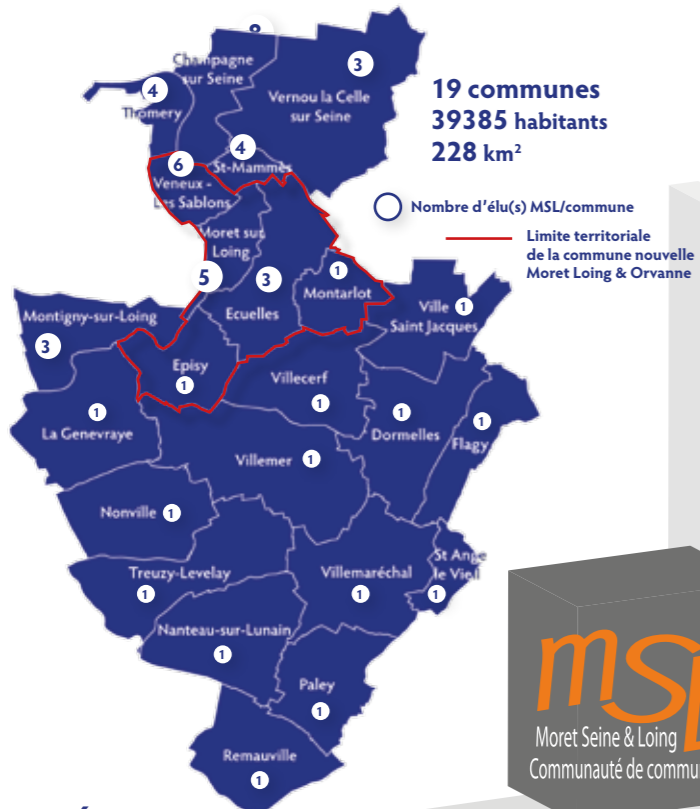 Champagne
sur Seine
3
Vernou la Celle
sur Seine
4
Thomery
4
St-Mammès
6
Veneux -
Les Sablons
Moret sur
Loing
5
3
Ecuelles
1
Montarlot
Montigny-sur-Loing
3
Episy
1
Ville
Saint Jacques
1
Villecerf
1
1
La Genevraye
1
Dormelles
1
Flagy
Villemer 1
Nonville 1
Treuzy-Levelay
1
Villemaréchal
1
St Ange
le Vieil
1
Nanteau-sur-Lunain
1
Paley
1
Remauville
1
19 communes
39385 habitants
228 km²
Nombre d'élu(s) MSL/commune
Limite territoriale
de la commune nouvelle
Moret Loing & Orvanne
msl
Moret Seine & Loing
Communauté de commu